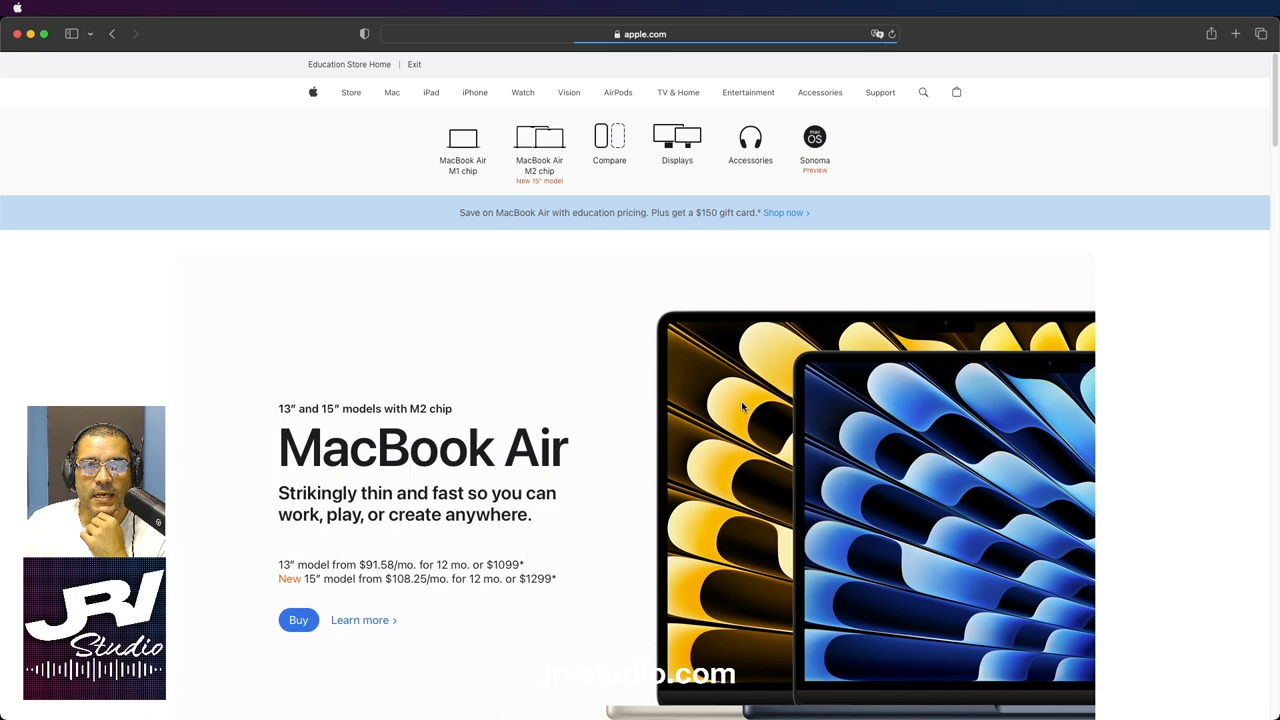 apple.com
Education Store Home | Exit
Store Mac iPad iPhone Watch Vision AirPods TV & Home Entertainment Accessories Support
MacBook Air
M1 chip
MacBook Air
M2 chip
New 15" model
Compare
Displays
Accessories
mac
OS
Sonoma
Preview
Save on MacBook Air with education pricing. Plus get a $150 gift card.◊ Shop now >
13” and 15” models with M2 chip
MacBook Air
Strikingly thin and fast so you can
work, play, or create anywhere.
13” model from $91.58/mo. for 12 mo. or $1099*
New 15” model from $108.25/mo. for 12 mo. or $1299*
Buy
Learn more >
JRV
Studio
jrvstudio.com